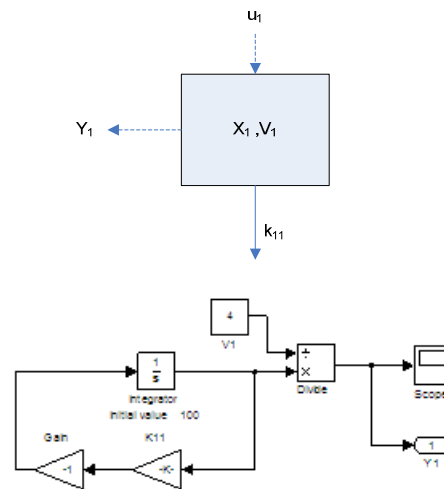 u1
Y1
X1 ,V1
k11
4
V1
÷
×
Divide
1
s
Integrator
Initial value 100
Scope
Gain
K11
-1
-K-
1
Y1